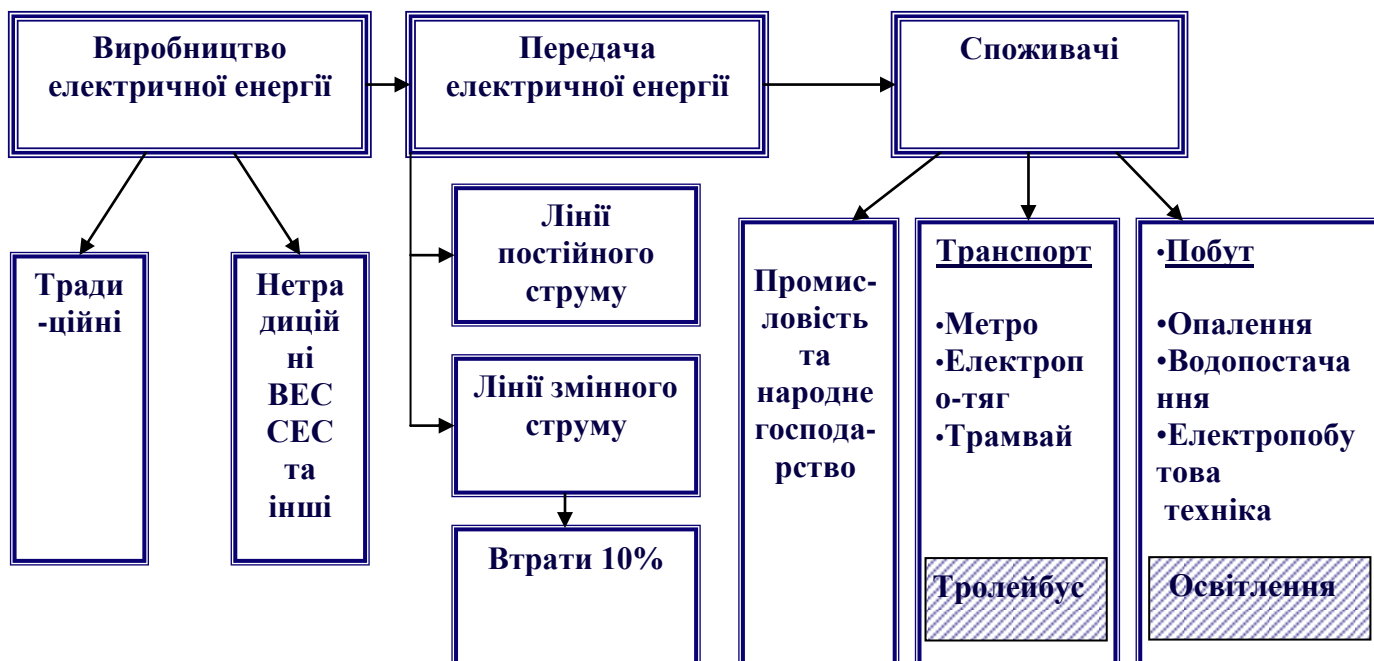 Виробництво
електричної енергії
Передача
електричної енергії
Споживачі
Тради
-ційні
Нетра
дицій
ні
ВЕС
СЕС
та
інші
Лінії
постійного
струму
Лінії змінного
струму
Втрати 10%
Промис-
ловість
та
народне
господа-
рство
Транспорт
•Метро
•Електроп
о-тяг
•Трамвай
Тролейбус
•Побут
•Опалення
•Водопостача
ння
•Електропобу
това
техніка
Освітлення